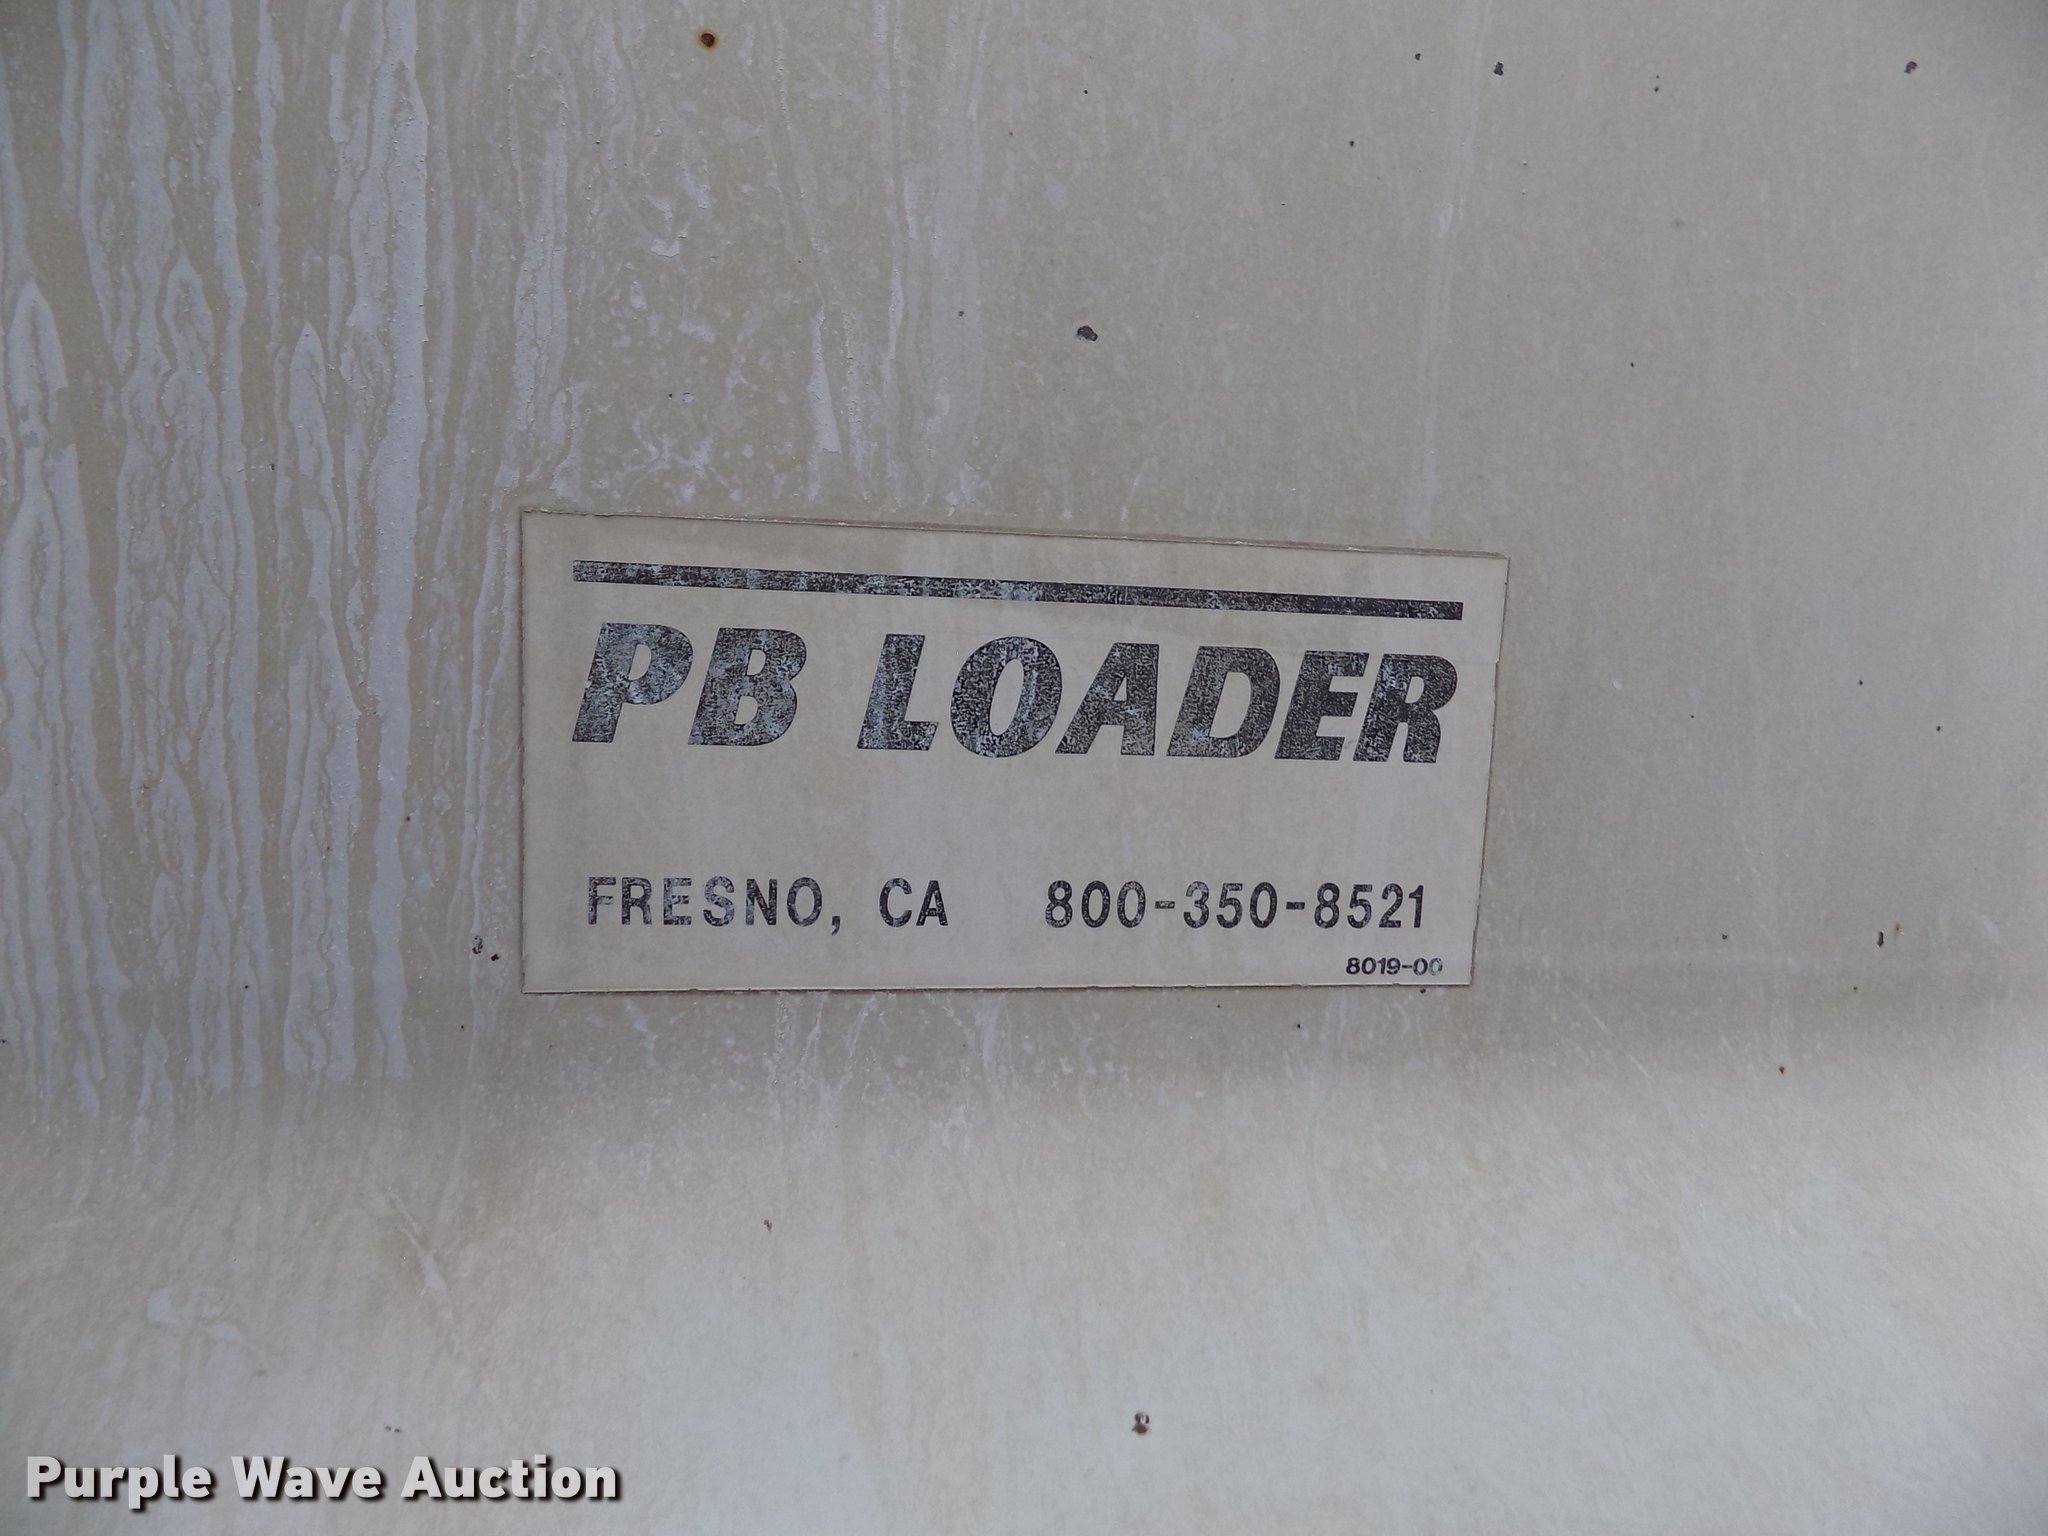 PB LOADER
FRESNO, CA 800-350-8521
8019-00
Purple Wave Auction